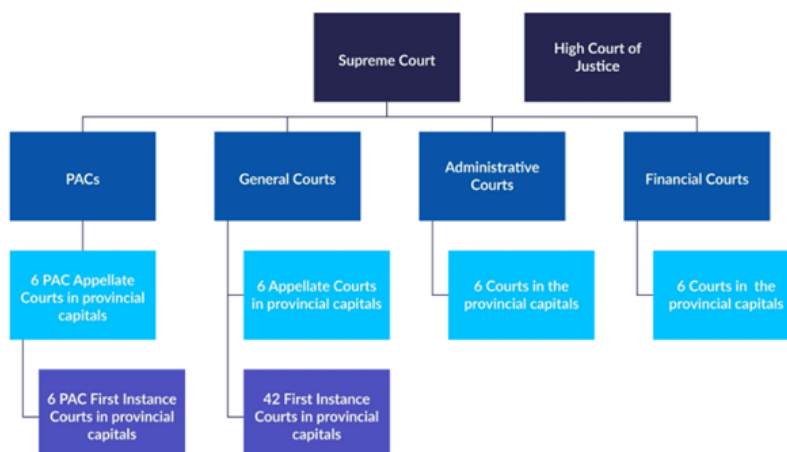 Supreme Court
High Court of
Justice
PACs
General Courts
Administrative
Courts
Financial Courts
6 PAC Appellate
Courts in provincial
capitals
6 Appellate Courts
in provincial capitals
6 Courts in the
provincial capitals
6 Courts in the
provincial capitals
6 PAC First Instance
Courts in provincial
capitals
42 First Instance
Courts in provincial
capitals